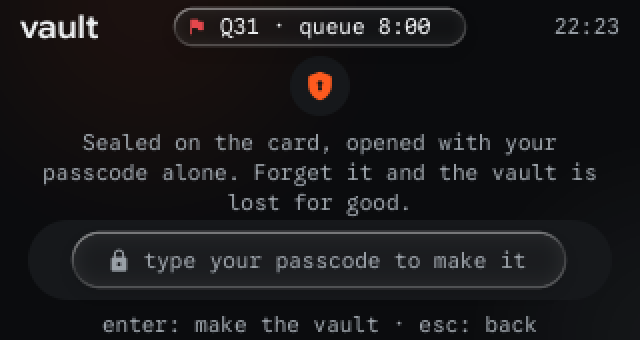 vault
Q31 · queue 8:00
22:23
Sealed on the card, opened with your
passcode alone. Forget it and the vault is
lost for good.
type your passcode to make it
enter: make the vault · esc: back